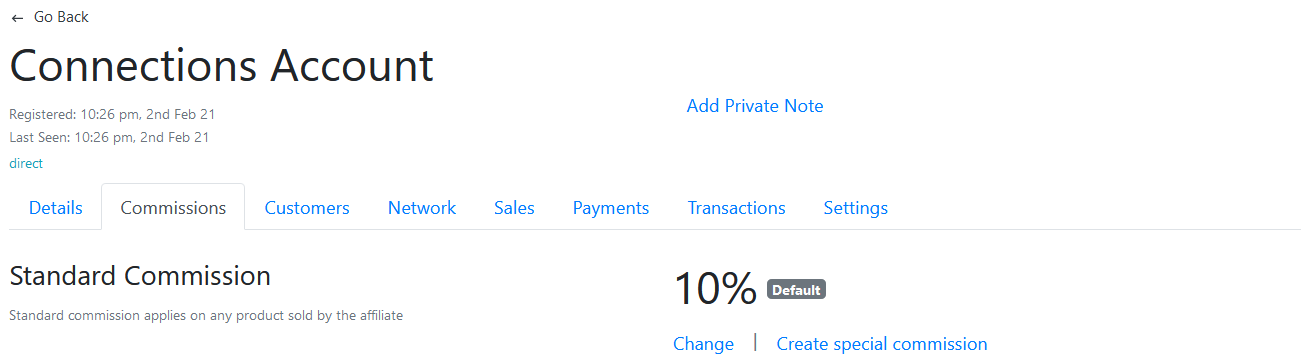 ← Go Back
Connections Account
Registered: 10:26 pm, 2nd Feb 21
Last Seen: 10:26 pm, 2nd Feb 21
direct
Add Private Note
Details Commissions Customers Network Sales Payments Transactions Settings
Standard Commission
Standard commission applies on any product sold by the affiliate
10% Default
Change | Create special commission